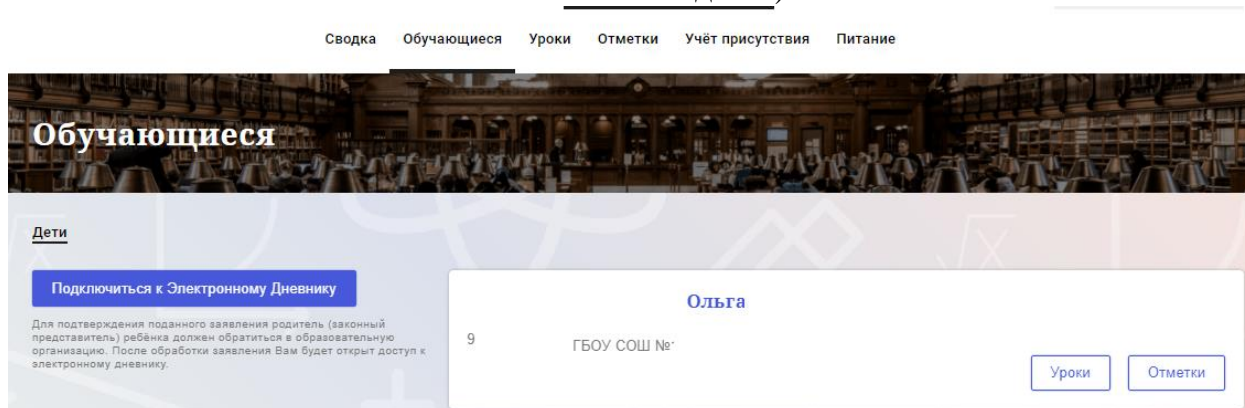 Сводка Обучающиеся Уроки Отметки Учёт присутствия Питание
Обучающиеся
Дети
Подключиться к Электронному Дневнику
Для подтверждения поданного заявления родитель (законный
представитель) ребёнка должен обратиться в образовательную
организацию. После обработки заявления Вам будет открыт доступ к
электронному дневнику.
Ольга
9
ГБОУ СОШ №
Уроки Отметки